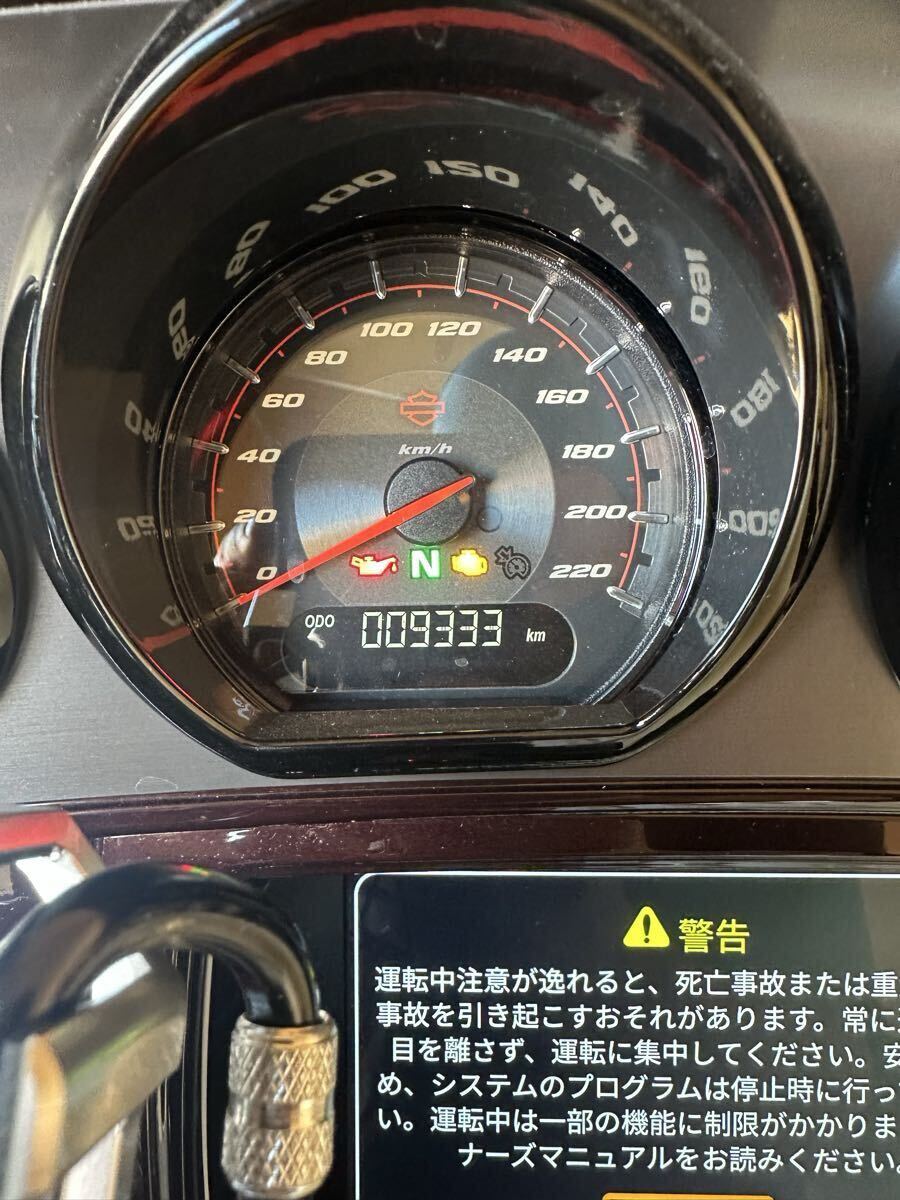 0
20
40
60
80
100
120
140
160
180
200
220
km/h
N
ODO
009333 km
警告
運転中注意が逸れると、死亡事故または重
事故を引き起こすおそれがあります。常に
目を離さず、運転に集中してください。安
め、システムのプログラムは停止時に行っ
い。運転中は一部の機能に制限がかかりま
ナーズマニュアルをお読みください。